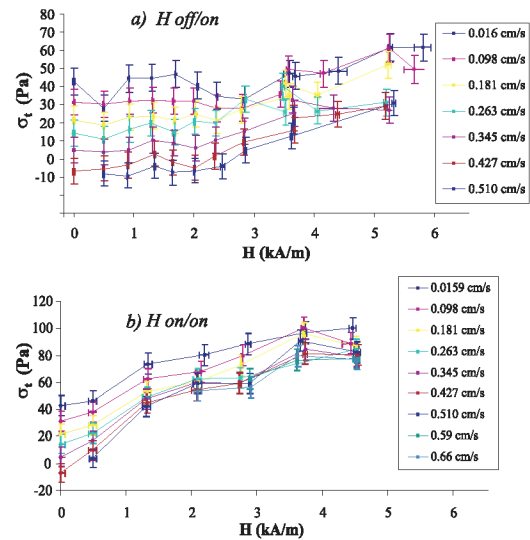 a) H off/on
σt (Pa)
80
70
60
50
40
30
20
10
0
-10
0 1 2 3 4 5 6
H (kA/m)
0.016 cm/s
0.098 cm/s
0.181 cm/s
0.263 cm/s
0.345 cm/s
0.427 cm/s
0.510 cm/s
b) H on/on
σt (Pa)
120
100
80
60
40
20
0
-20
0 1 2 3 4 5 6
H (kA/m)
0.0159 cm/s
0.098 cm/s
0.181 cm/s
0.263 cm/s
0.345 cm/s
0.427 cm/s
0.510 cm/s
0.59 cm/s
0.66 cm/s